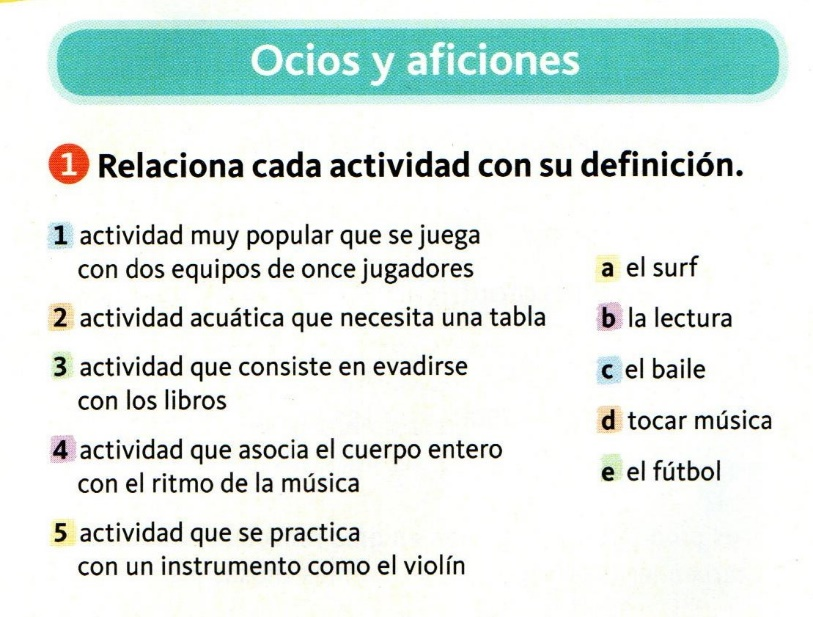 Ocios y aficiones
1 Relaciona cada actividad con su definición.
1 actividad muy popular que se juega
con dos equipos de once jugadores
2 actividad acuática que necesita una tabla
3 actividad que consiste en evadirse
con los libros
4 actividad que asocia el cuerpo entero
con el ritmo de la música
5 actividad que se practica
con un instrumento como el violín
a el surf
b la lectura
c el baile
d tocar música
e el fútbol